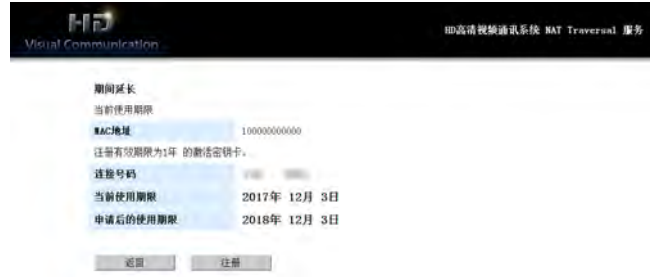 HD
Visual Communication
HD高清视频通讯系统 NAT Traversal 服务
期间延长
当前使用期限
MAC地址 100000000000
注册有效期限为1年 的激活密钥卡。
连接号码
当前使用期限 2017年 12月 3日
申请后的使用期限 2018年 12月 3日
返回 注册